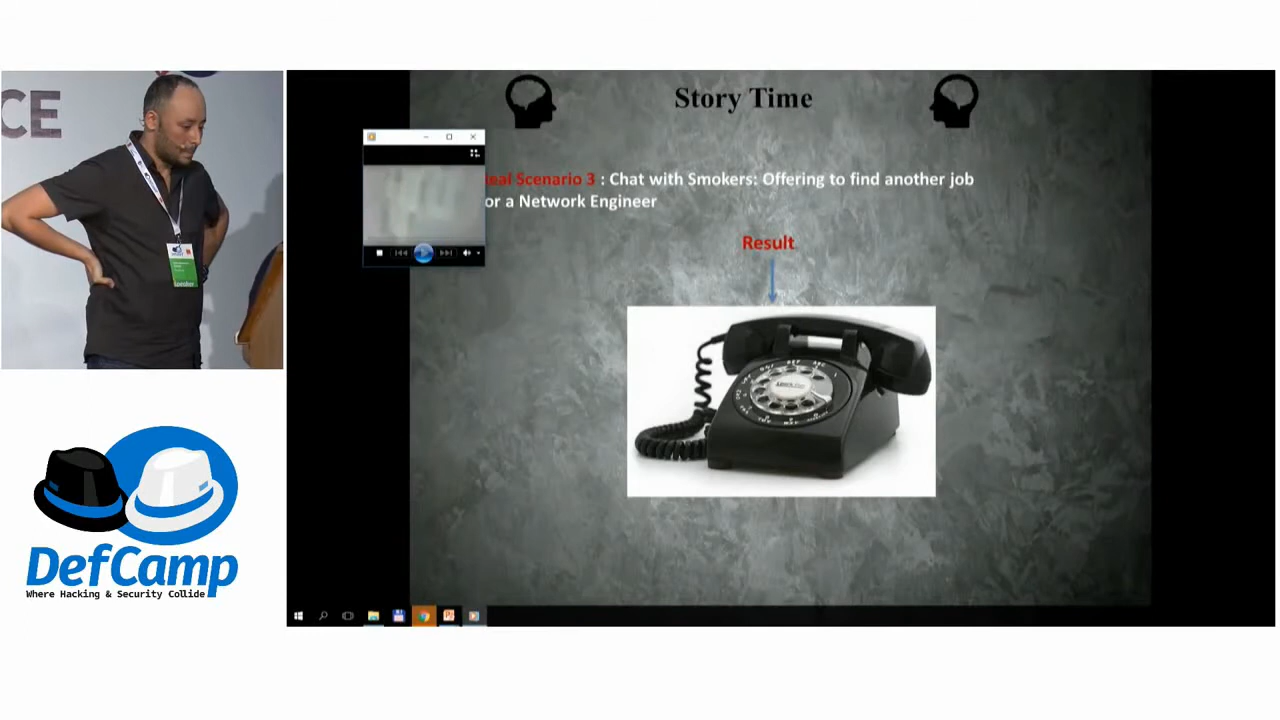 CE
Speaker
Story Time
eal Scenario 3 : Chat with Smokers: Offering to find another job
or a Network Engineer
Result
DefCamp
Where Hacking & Security Collide